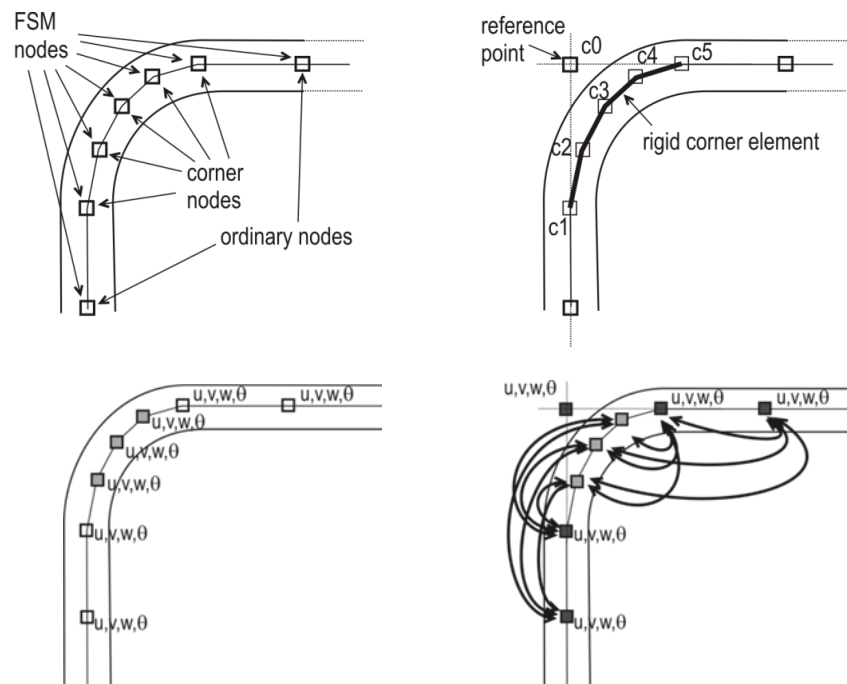 FSM
nodes
corner
nodes
ordinary nodes
reference
point
c0
c4
c5
c3
c2
c1
rigid corner element
u,v,w,θ
u,v,w,θ
u,v,w,θ
u,v,w,θ
u,v,w,θ
u,v,w,θ
u,v,w,θ
u,v,w,θ
u,v,w,θ
u,v,w,θ
u,v,w,θ
u,v,w,θ